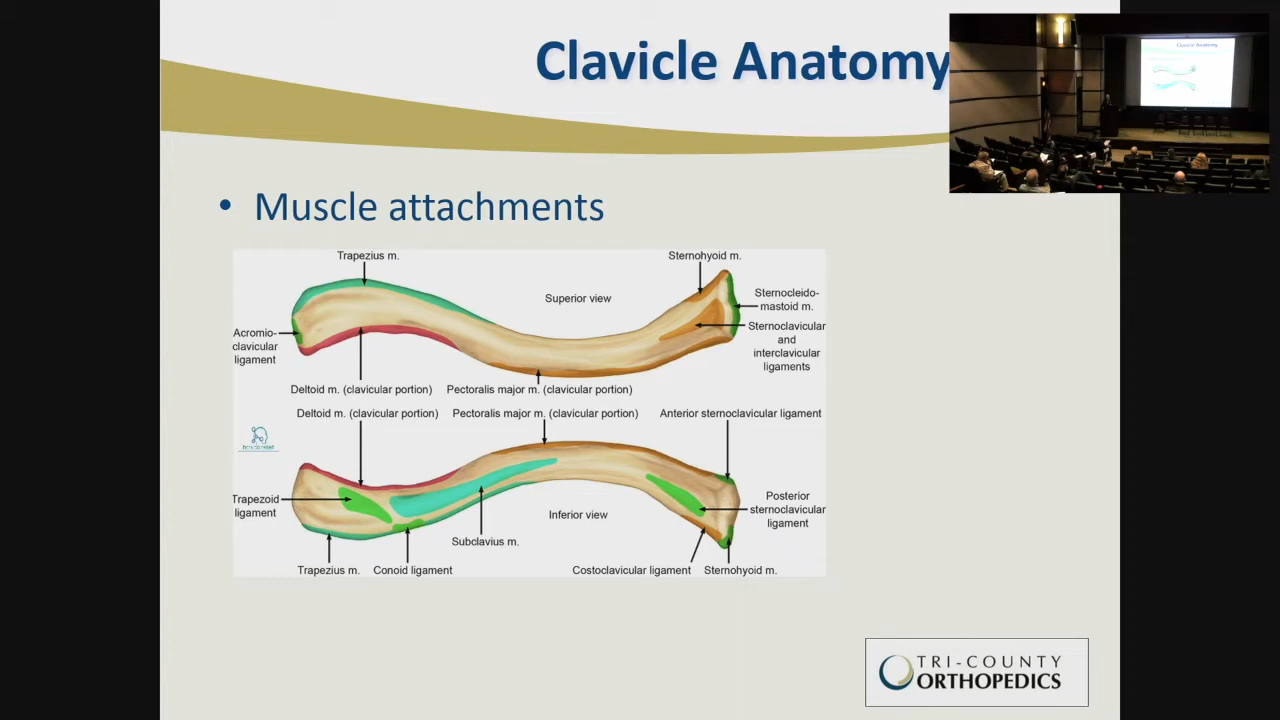 Clavicle Anatomy
• Muscle attachments
Trapezius m.
Sternohyoid m.
Superior view
Sternocleido-
mastoid m.
Acromio-
clavicular
ligament
Sternoclavicular
and
interclavicular
ligaments
Deltoid m. (clavicular portion)
Pectoralis major m. (clavicular portion)
Deltoid m. (clavicular portion)
Pectoralis major m. (clavicular portion)
Anterior sternoclavicular ligament
Trapezoid
ligament
Inferior view
Posterior
sternoclavicular
ligament
Subclavius m.
Trapezius m.
Conoid ligament
Costoclavicular ligament
Sternohyoid m.
TRI-COUNTY
ORTHOPEDICS
Clavicle Anatomy